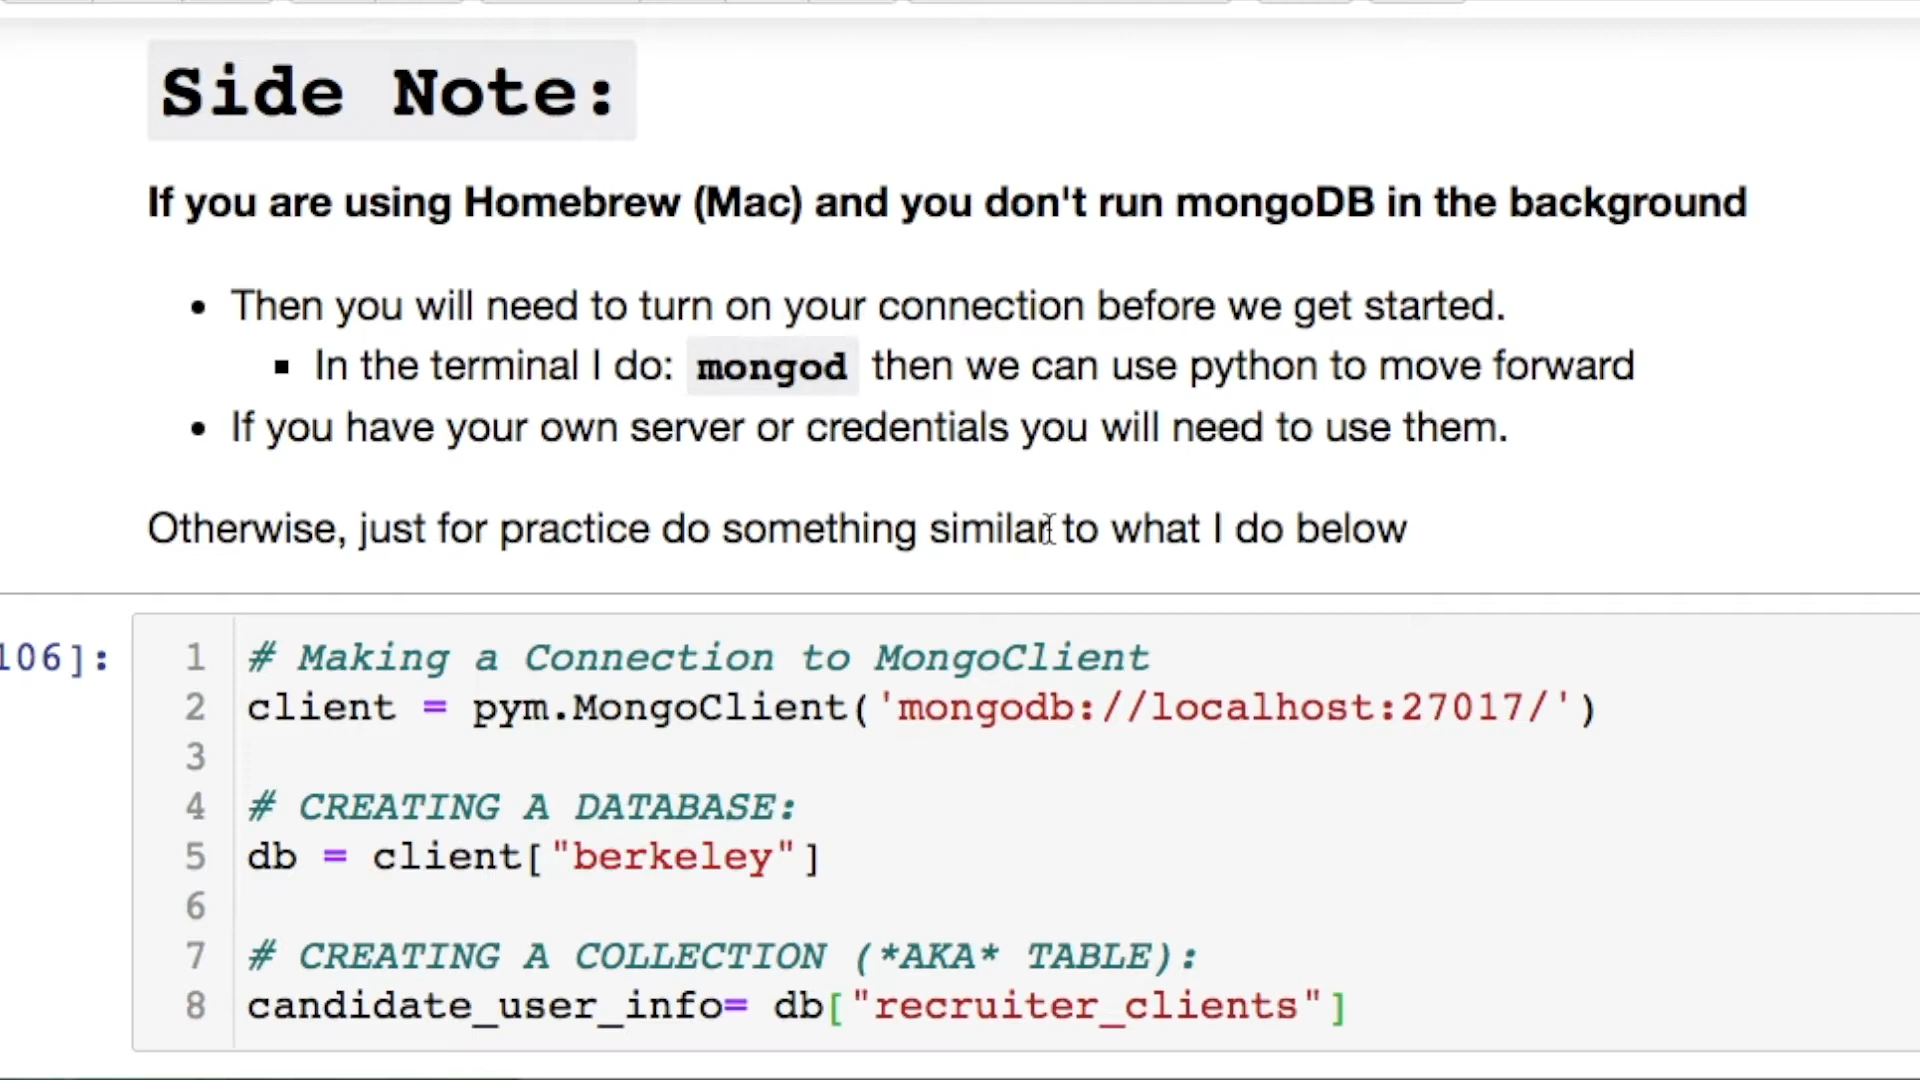 Side Note:
If you are using Homebrew (Mac) and you don't run mongoDB in the background
• Then you will need to turn on your connection before we get started.
▪ In the terminal I do: mongod then we can use python to move forward
• If you have your own server or credentials you will need to use them.
Otherwise, just for practice do something similar to what I do below
106]:
1 # Making a Connection to MongoClient
2 client = pym.MongoClient('mongodb://localhost:27017/')
3
4 # CREATING A DATABASE:
5 db = client["berkeley"]
6
7 # CREATING A COLLECTION (*AKA* TABLE):
8 candidate_user_info= db["recruiter_clients"]